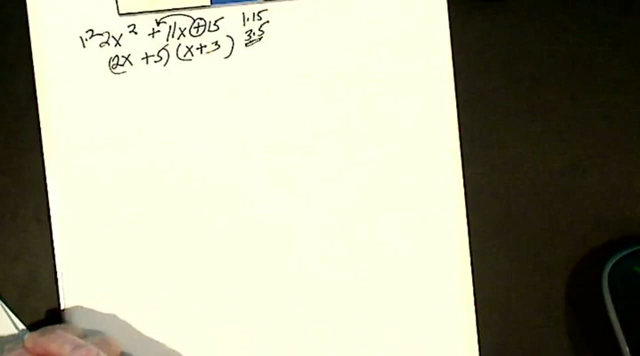 1·2 2x² + 11x + 15 1·15
(2x + 5) (x + 3) 3·5